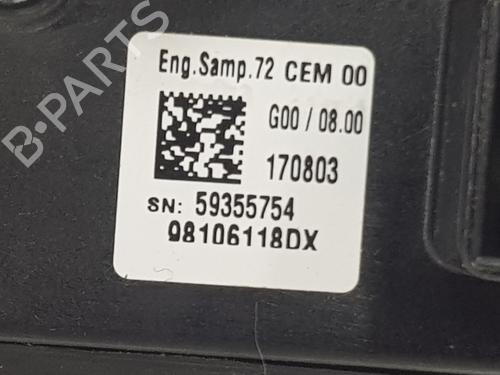 Eng.Samp.72 CEM 00
G00 / 08.00
170803
SN: 59355754
98106118DX
B-PARTS